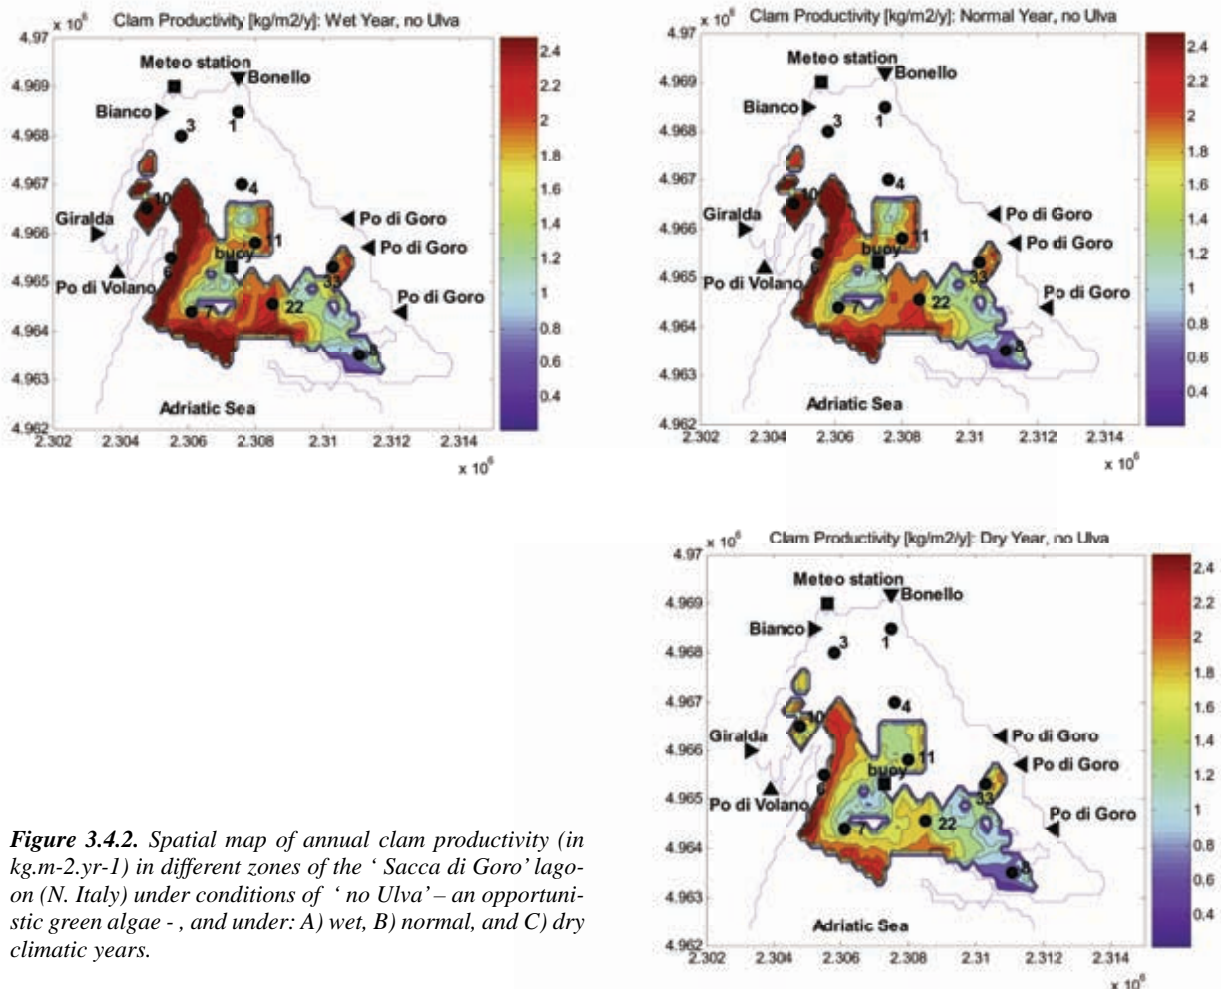 Clam Productivity [kg/m2/y]: Wet Year, no Ulva
x 10⁶
4.97
4.969
4.968
4.967
4.966
4.965
4.964
4.963
4.962
2.302 2.304 2.306 2.308 2.31 2.312 2.314
x 10⁶
Meteo station
Bonello
Bianco
3
1
4
10
Giralda
Po di Goro
11
Po di Goro
buoy
6
33
Po di Volano
Po di Goro
7
22
8
Adriatic Sea
2.4
2.2
2
1.8
1.6
1.4
1.2
1
0.8
0.6
0.4
Clam Productivity [kg/m2/y]: Normal Year, no Ulva
x 10⁶
4.97
4.969
4.968
4.967
4.966
4.965
4.964
4.963
4.962
2.302 2.304 2.306 2.308 2.31 2.312 2.314
x 10⁶
Meteo station
Bonello
Bianco
3
1
4
10
Giralda
Po di Goro
11
Po di Goro
buoy
6
33
Po di Volano
Po di Goro
7
22
8
Adriatic Sea
2.4
2.2
2
1.8
1.6
1.4
1.2
1
0.8
0.6
0.4
Clam Productivity [kg/m2/y]: Dry Year, no Ulva
x 10⁶
4.97
4.969
4.968
4.967
4.966
4.965
4.964
4.963
4.962
2.302 2.304 2.306 2.308 2.31 2.312 2.314
x 10⁶
Meteo station
Bonello
Bianco
3
1
4
10
Giralda
Po di Goro
11
Po di Goro
buoy
6
33
Po di Volano
Po di Goro
7
22
8
Adriatic Sea
2.4
2.2
2
1.8
1.6
1.4
1.2
1
0.8
0.6
0.4
Figure 3.4.2. Spatial map of annual clam productivity (in
kg.m-2.yr-1) in different zones of the ‘ Sacca di Goro’ lago-
on (N. Italy) under conditions of ‘ no Ulva’ – an opportuni-
stic green algae - , and under: A) wet, B) normal, and C) dry
climatic years.